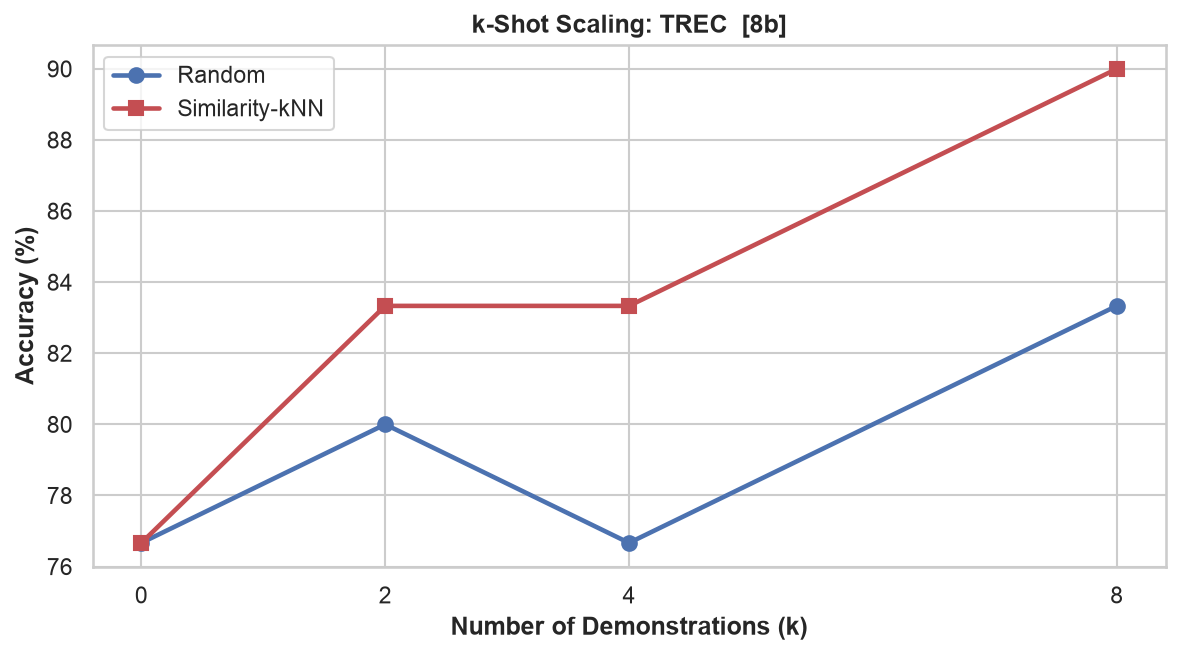 k-Shot Scaling: TREC  [8b]
Random
Similarity-kNN
90
88
86
84
82
80
78
76
Accuracy (%)
0 2 4 8
Number of Demonstrations (k)